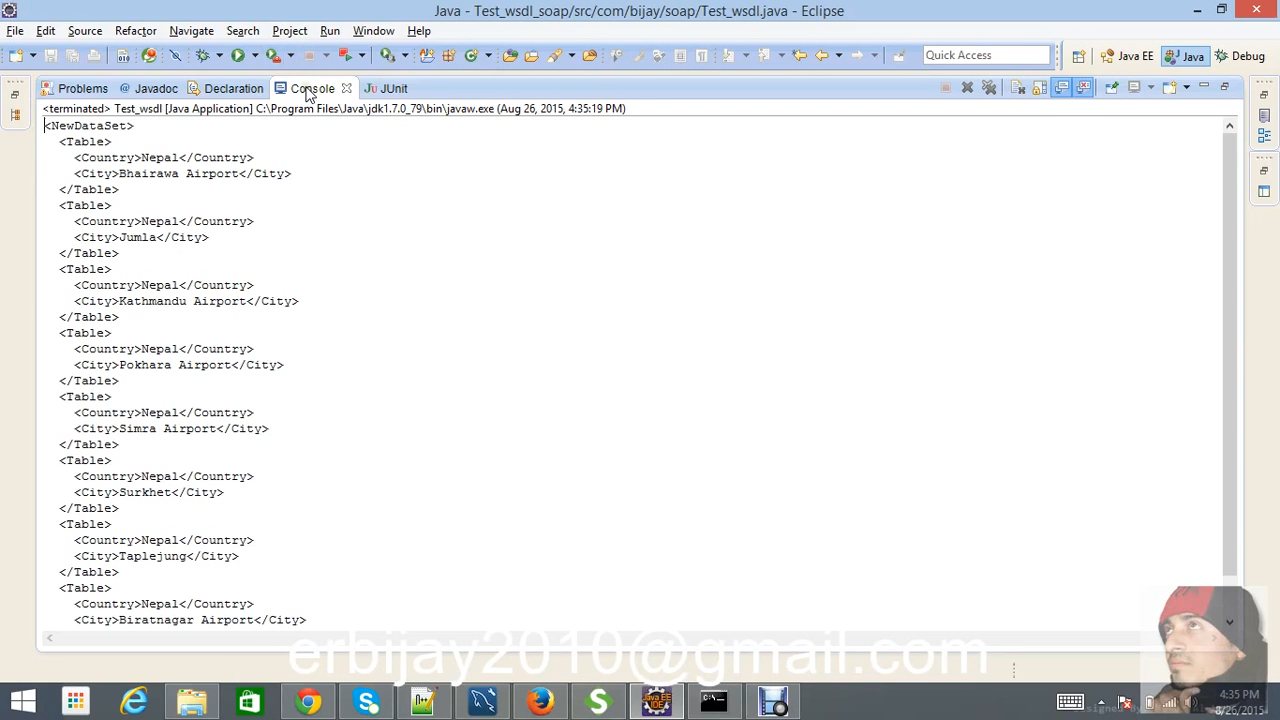 Java - Test_wsdl_soap/src/com/bijay/soap/Test_wsdl.java - Eclipse
File Edit Source Refactor Navigate Search Project Run Window Help
Quick Access Java EE Java Debug
Problems @ Javadoc Declaration Console JUnit
<terminated> Test_wsdl [Java Application] C:\Program Files\Java\jdk1.7.0_79\bin\javaw.exe (Aug 26, 2015, 4:35:19 PM)
<NewDataSet>
<Table>
<Country>Nepal</Country>
<City>Bhairawa Airport</City>
</Table>
<Table>
<Country>Nepal</Country>
<City>Jumla</City>
</Table>
<Table>
<Country>Nepal</Country>
<City>Kathmandu Airport</City>
</Table>
<Table>
<Country>Nepal</Country>
<City>Pokhara Airport</City>
</Table>
<Table>
<Country>Nepal</Country>
<City>Simra Airport</City>
</Table>
<Table>
<Country>Nepal</Country>
<City>Surkhet</City>
</Table>
<Table>
<Country>Nepal</Country>
<City>Taplejung</City>
</Table>
<Table>
<Country>Nepal</Country>
<City>Biratnagar Airport</City>
erbijay2010@gmail.com
Java EE
IDE
4:35 PM
8/26/2015